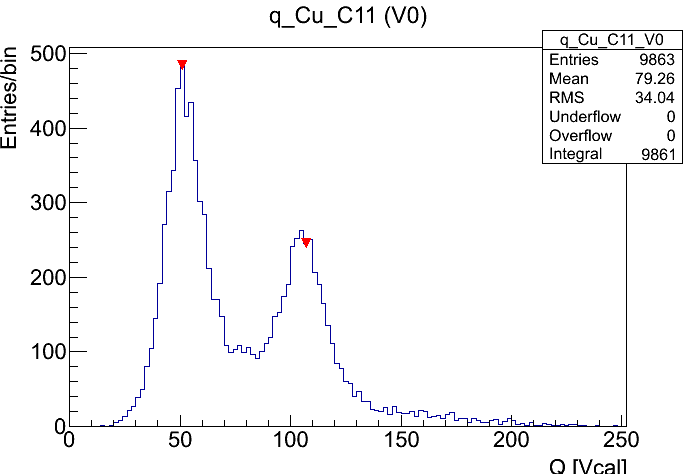 q_Cu_C11 (V0)
q_Cu_C11_V0
Entries 9863
Mean 79.26
RMS 34.04
Underflow 0
Overflow 0
Integral 9861
Entries/bin
500
400
300
200
100
0
0 50 100 150 200 250
Q [Vcal]